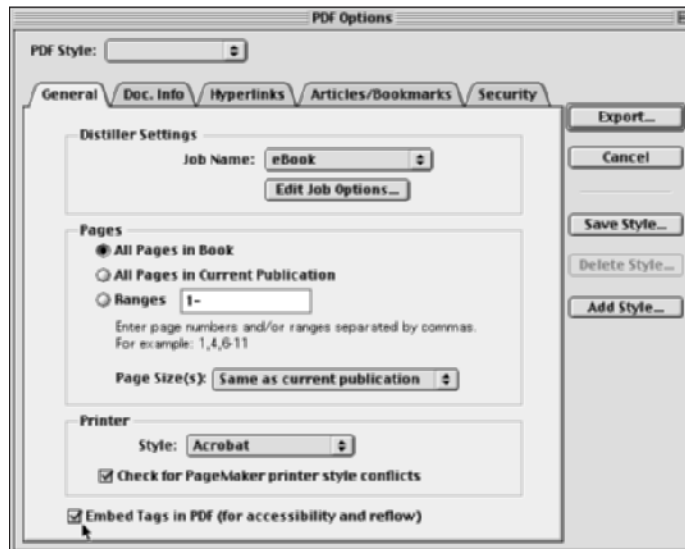 PDF Options
PDF Style:
General Doc. Info Hyperlinks Articles/Bookmarks Security
Export...
Cancel
Save Style...
Delete Style...
Add Style...
Distiller Settings
Job Name: eBook
Edit Job Options...
Pages
All Pages in Book
All Pages in Current Publication
Ranges 1-
Enter page numbers and/or ranges separated by commas.
For example: 1,4,6-11
Page Size(s): Same as current publication
Printer
Style: Acrobat
Check for PageMaker printer style conflicts
Embed Tags in PDF (for accessibility and reflow)